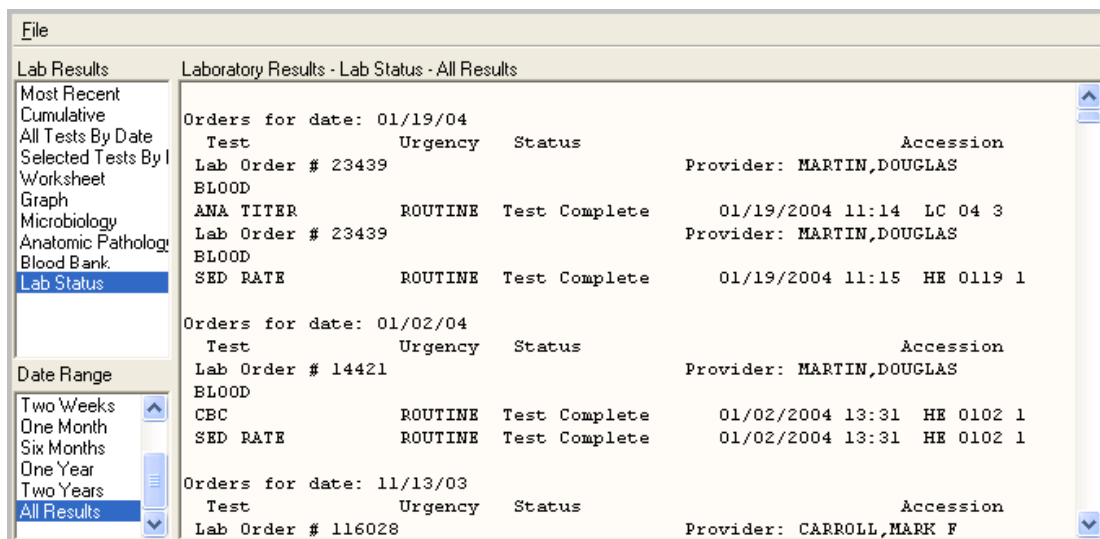 File
Lab Results
Most Recent
Cumulative
All Tests By Date
Selected Tests By
Worksheet
Graph
Microbiology
Anatomic Pathology
Blood Bank
Lab Status
Date Range
Two Weeks
One Month
Six Months
One Year
Two Years
All Results
Laboratory Results - Lab Status - All Results
Orders for date: 01/19/04
Test Urgency Status Accession
Lab Order # 23439 Provider: MARTIN,DOUGLAS
BLOOD
ANA TITER ROUTINE Test Complete 01/19/2004 11:14 LC 04 3
Lab Order # 23439 Provider: MARTIN,DOUGLAS
BLOOD
SED RATE ROUTINE Test Complete 01/19/2004 11:15 HE 0119 1
Orders for date: 01/02/04
Test Urgency Status Accession
Lab Order # 14421 Provider: MARTIN,DOUGLAS
BLOOD
CBC ROUTINE Test Complete 01/02/2004 13:31 HE 0102 1
SED RATE ROUTINE Test Complete 01/02/2004 13:31 HE 0102 1
Orders for date: 11/13/03
Test Urgency Status Accession
Lab Order # 116028 Provider: CARROLL,MARK F